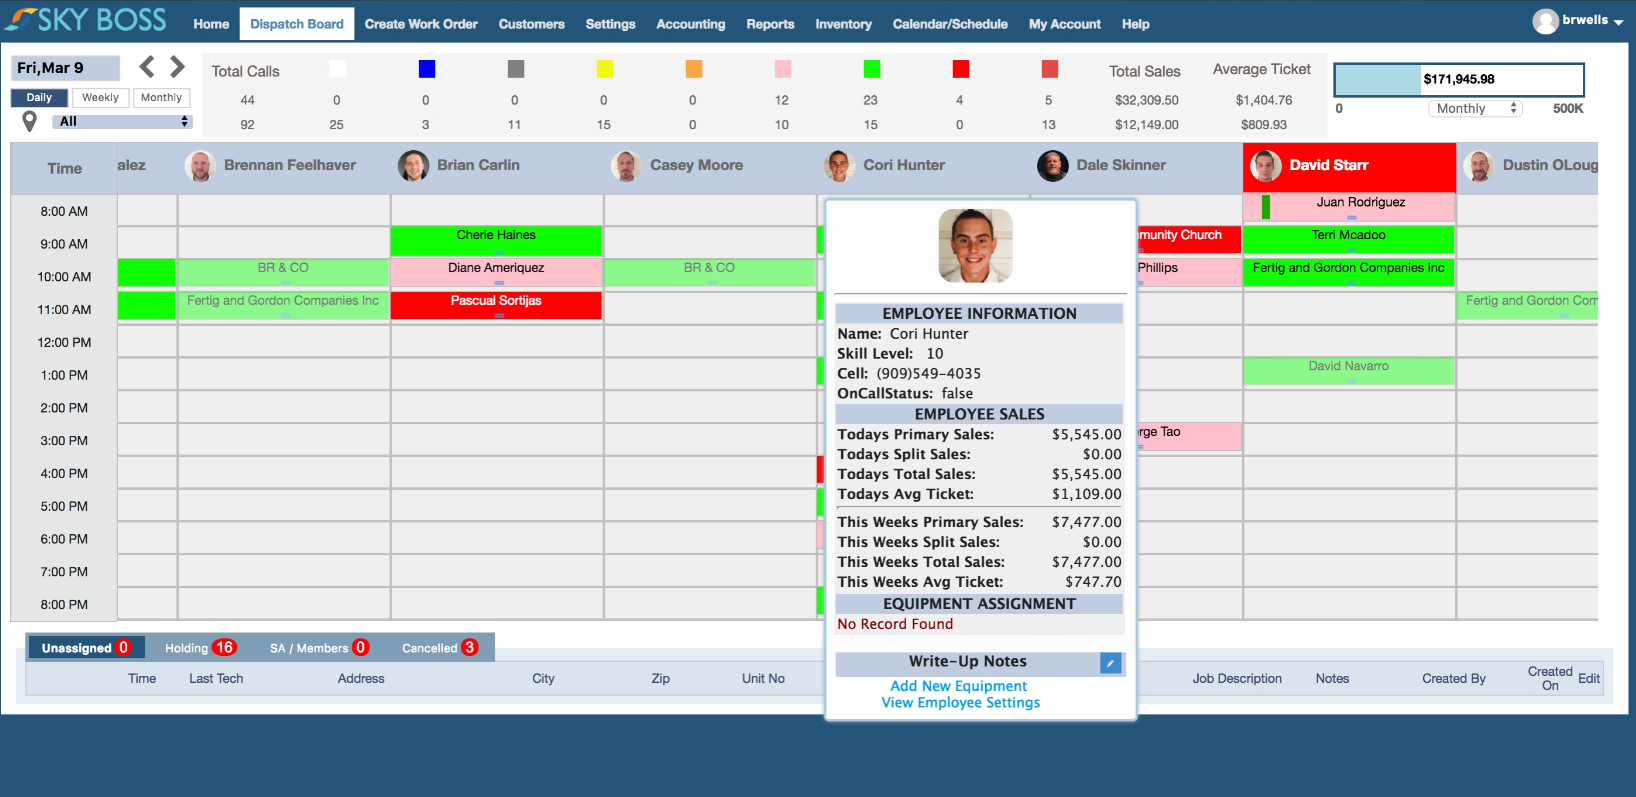 SKY BOSS
Home Dispatch Board Create Work Order Customers Settings Accounting Reports Inventory Calendar/Schedule My Account Help
brwells
Fri,Mar 9
Daily Weekly Monthly
All
Total Calls Total Sales Average Ticket
44 0 0 0 0 0 12 23 4 5 $32,309.50 $1,404.76
92 25 3 11 15 0 10 15 0 13 $12,149.00 $809.93
$171,945.98
0 Monthly 500K
Time alez Brennan Feelhaver Brian Carlin Casey Moore Cori Hunter Dale Skinner David Starr Dustin OLoug
8:00 AM Juan Rodriguez
9:00 AM Cherie Haines munity Church Terri Mcadoo
10:00 AM BR & CO Diane Ameriquez BR & CO Phillips Fertig and Gordon Companies Inc
11:00 AM Fertig and Gordon Companies Inc Pascual Sortijas Fertig and Gordon Com
12:00 PM
1:00 PM David Navarro
2:00 PM
3:00 PM rge Tao
4:00 PM
5:00 PM
6:00 PM
7:00 PM
8:00 PM
EMPLOYEE INFORMATION
Name: Cori Hunter
Skill Level: 10
Cell: (909)549-4035
OnCallStatus: false
EMPLOYEE SALES
Todays Primary Sales: $5,545.00
Todays Split Sales: $0.00
Todays Total Sales: $5,545.00
Todays Avg Ticket: $1,109.00
This Weeks Primary Sales: $7,477.00
This Weeks Split Sales: $0.00
This Weeks Total Sales: $7,477.00
This Weeks Avg Ticket: $747.70
EQUIPMENT ASSIGNMENT
No Record Found
Write-Up Notes
Add New Equipment
View Employee Settings
Unassigned 0 Holding 16 SA / Members 0 Cancelled 3
Time Last Tech Address City Zip Unit No Job Description Notes Created By Created On Edit